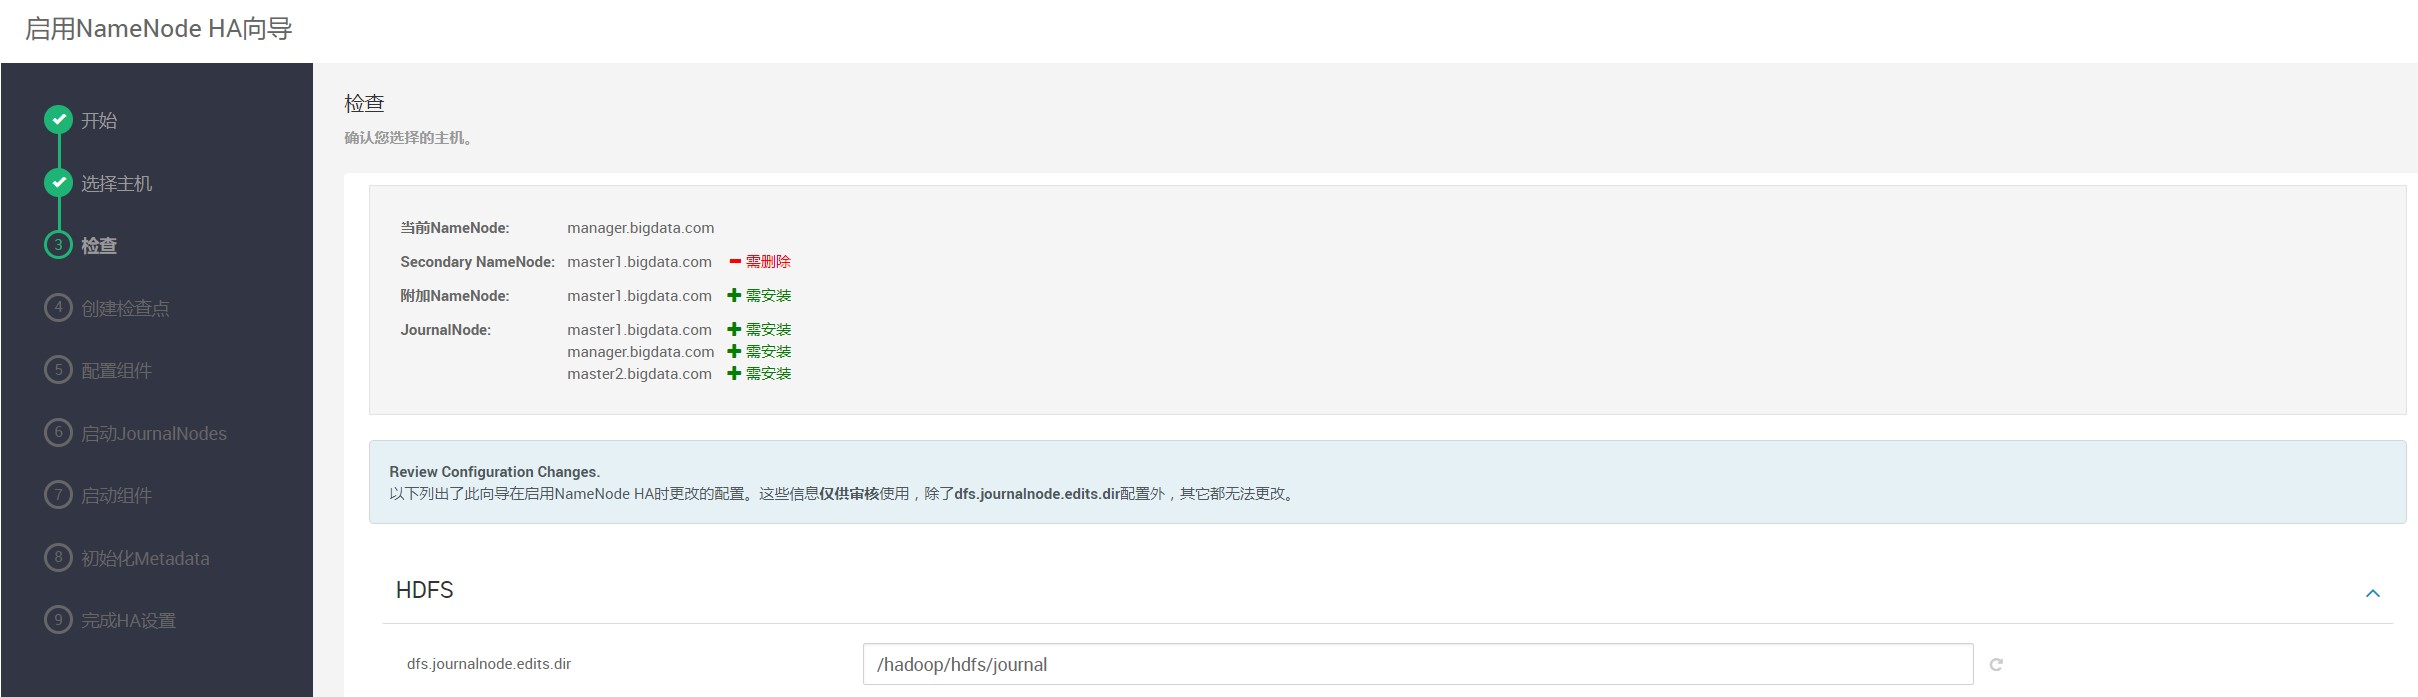 启用NameNode HA向导
开始
选择主机
3 检查
4 创建检查点
5 配置组件
6 启动JournalNodes
7 启动组件
8 初始化Metadata
9 完成HA设置
检查
确认您选择的主机。
当前NameNode: manager.bigdata.com
Secondary NameNode: master1.bigdata.com 需删除
附加NameNode: master1.bigdata.com 需安装
JournalNode: master1.bigdata.com 需安装
manager.bigdata.com 需安装
master2.bigdata.com 需安装
Review Configuration Changes.
以下列出了此向导在启用NameNode HA时更改的配置。这些信息仅供审核使用，除了dfs.journalnode.edits.dir配置外，其它都无法更改。
HDFS
dfs.journalnode.edits.dir /hadoop/hdfs/journal